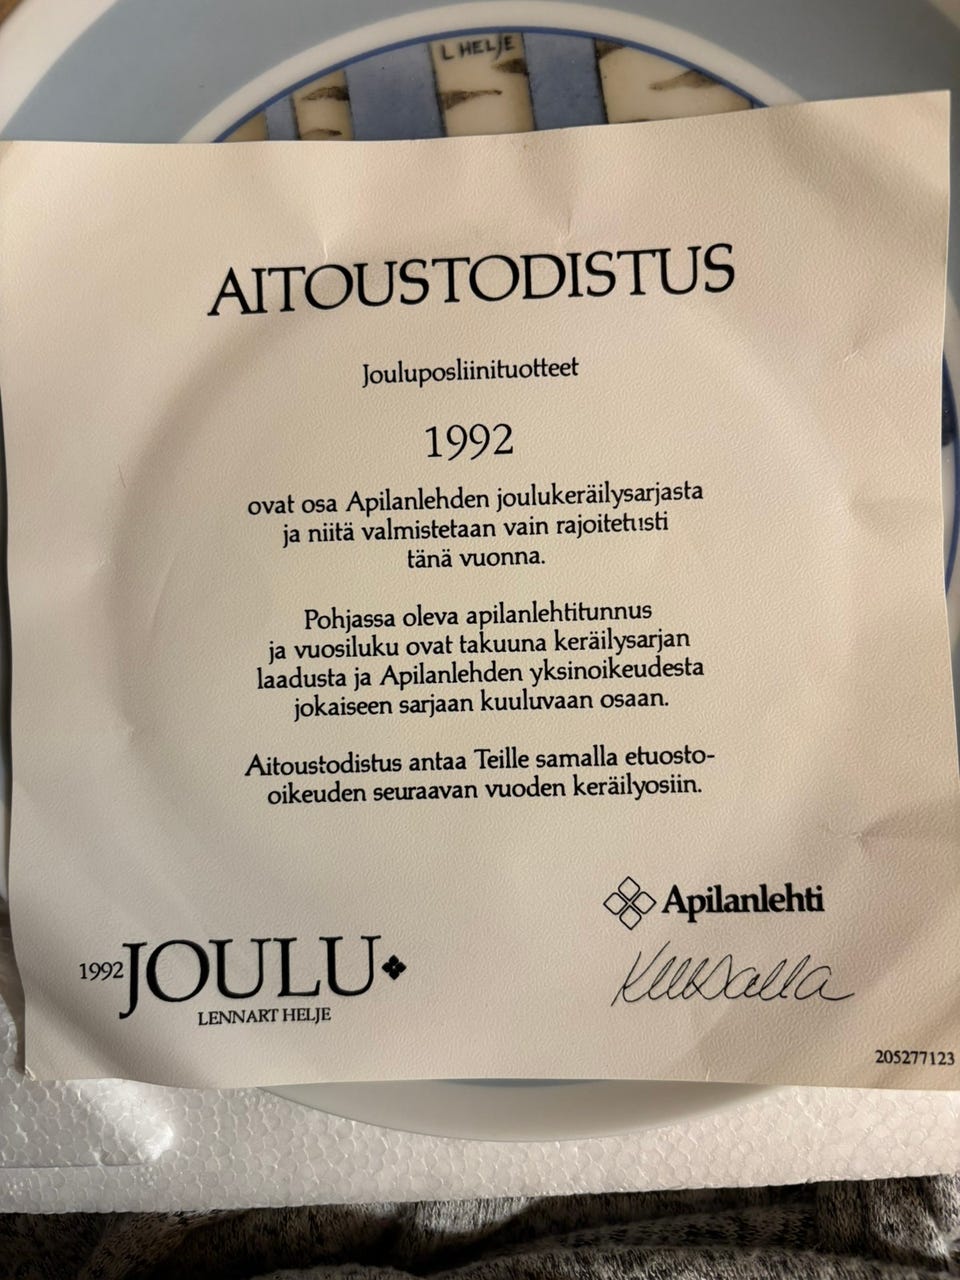 L HELJE
AITOUSTODISTUS
Jouluposliinituotteet
1992
ovat osa Apilanlehden joulukeräilysarjasta
ja niitä valmistetaan vain rajoitetusti
tänä vuonna.
Pohjassa oleva apilanlehtitunnus
ja vuosiluku ovat takuuna keräilysarjan
laadusta ja Apilanlehden yksinoikeudesta
jokaiseen sarjaan kuuluvaan osaan.
Aitoustodistus antaa Teille samalla etuosto-
oikeuden seuraavan vuoden keräilyosiin.
Apilanlehti
1992 JOULU
LENNART HELJE
205277123